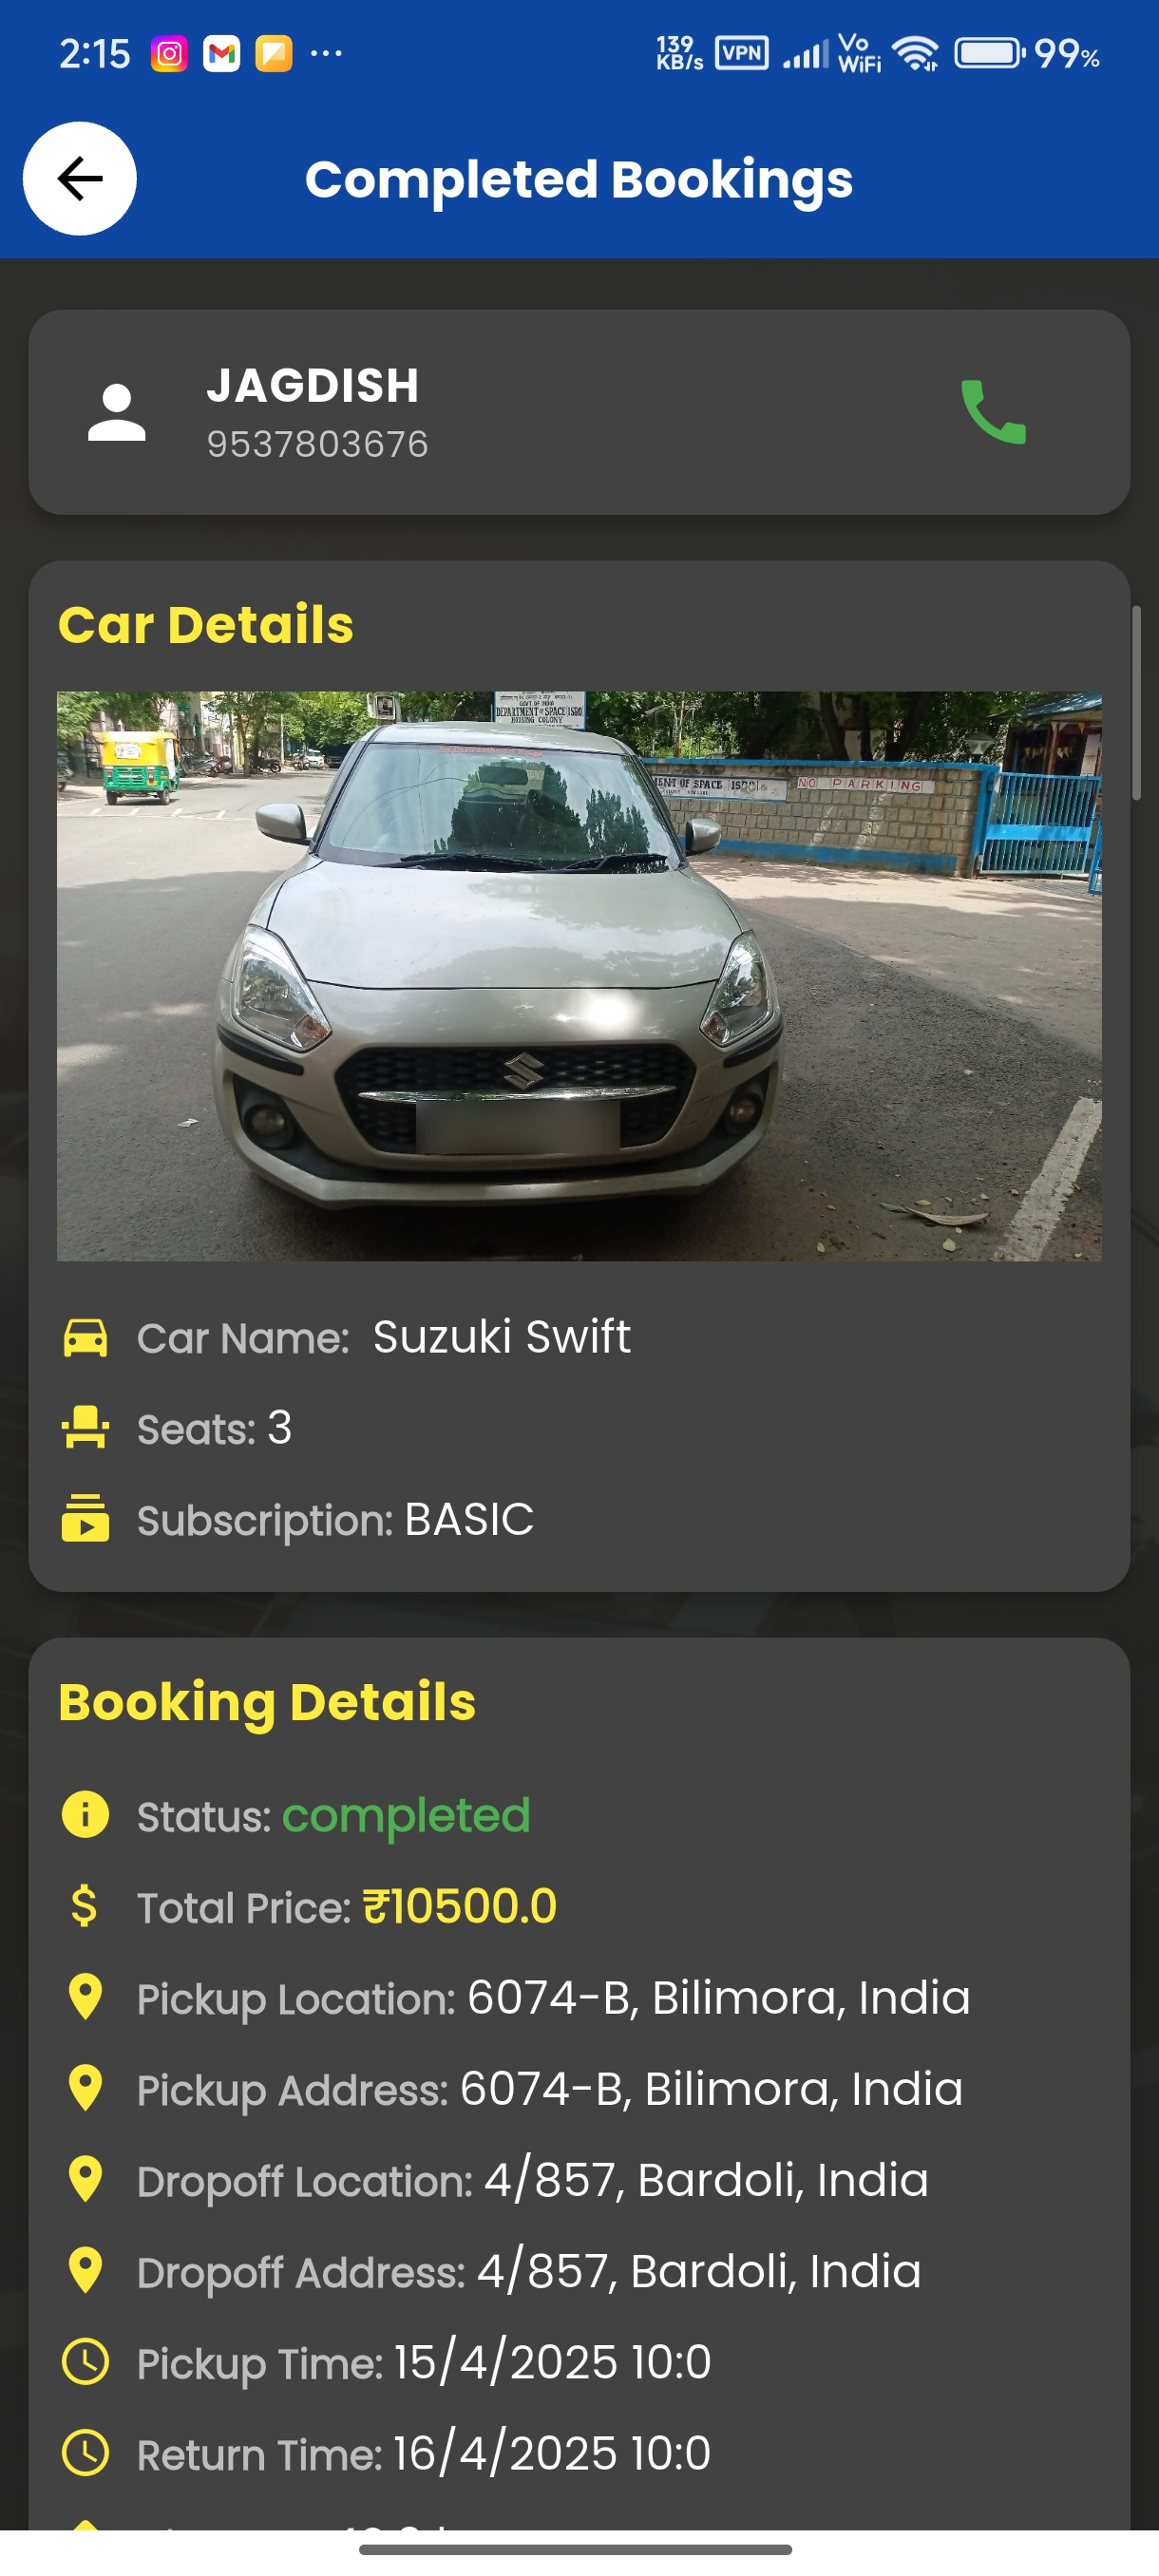 2:15
139
KB/s
VPN
Vo
WiFi
99%
Completed Bookings
JAGDISH
9537803676
Car Details
GOVT OF INDIA
DEPARTMENT OF SPACE (ISRO)
HOUSING COLONY
ENT OF SPACE
NO PARKING
Car Name: Suzuki Swift
Seats: 3
Subscription: BASIC
Booking Details
Status: completed
Total Price: ₹10500.0
Pickup Location: 6074-B, Bilimora, India
Pickup Address: 6074-B, Bilimora, India
Dropoff Location: 4/857, Bardoli, India
Dropoff Address: 4/857, Bardoli, India
Pickup Time: 15/4/2025 10:0
Return Time: 16/4/2025 10:0